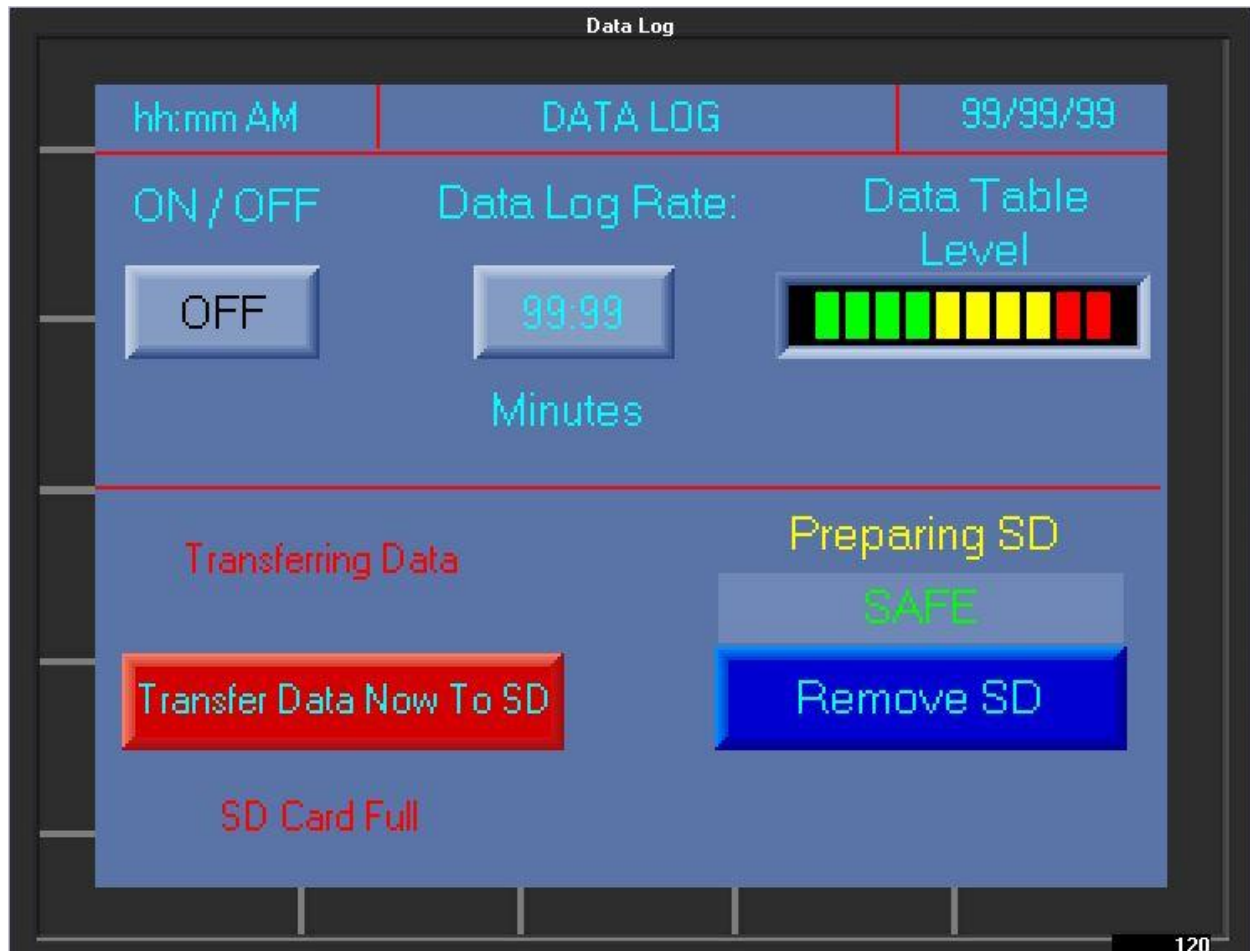 Data Log
hh:mm AM
DATA LOG
99/99/99
ON / OFF
Data Log Rate:
Data Table
Level
OFF
99:99
Minutes
Transferring Data
Preparing SD
SAFE
Transfer Data Now To SD
Remove SD
SD Card Full
120